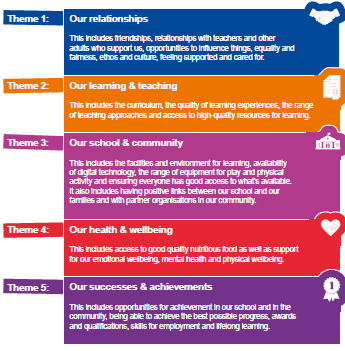 Theme 1: Our relationships
This includes friendships, relationships with teachers and other
adults who support us, opportunities to influence things, equality and
fairness, ethos and culture, feeling supported and cared for.
Theme 2: Our learning & teaching
This includes the curriculum, the quality of learning experiences, the range
of teaching approaches and access to high-quality resources for learning.
Theme 3: Our school & community
This includes the facilities and environment for learning, availability
of digital technology, the range of equipment for play and physical
activity and ensuring everyone has good access to what's available.
It also includes having positive links between our school and our
families and with partner organisations in our community.
Theme 4: Our health & wellbeing
This includes access to good quality nutritious food as well as support
for our emotional wellbeing, mental health and physical wellbeing.
Theme 5: Our successes & achievements
1
This includes opportunities for achievement in our school and in the
community, being able to achieve the best possible progress, awards
and qualifications, skills for employment and lifelong learning.